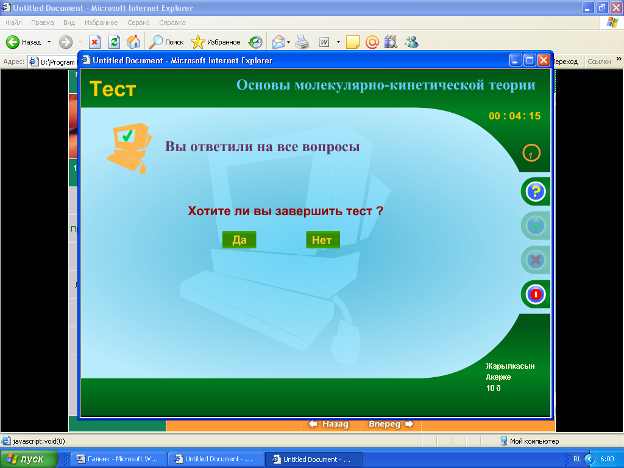 Untitled Document - Microsoft Internet Explorer
Файл Правка Вид Избранное Сервис Справка
Назад Поиск Избранное
Адрес: U:\Program Переход Ссылки »
Untitled Document - Microsoft Internet Explorer
Тест
Основы молекулярно-кинетической теории
00 : 04 : 15
Вы ответили на все вопросы
Хотите ли вы завершить тест ?
Да Нет
Жарылкасын
Акерке
10 б
Назад Вперед
javascript:void(0) Мой компьютер
пуск Папчик - Microsoft W... Untitled Document - ... Untitled Document - ... RL 6:00